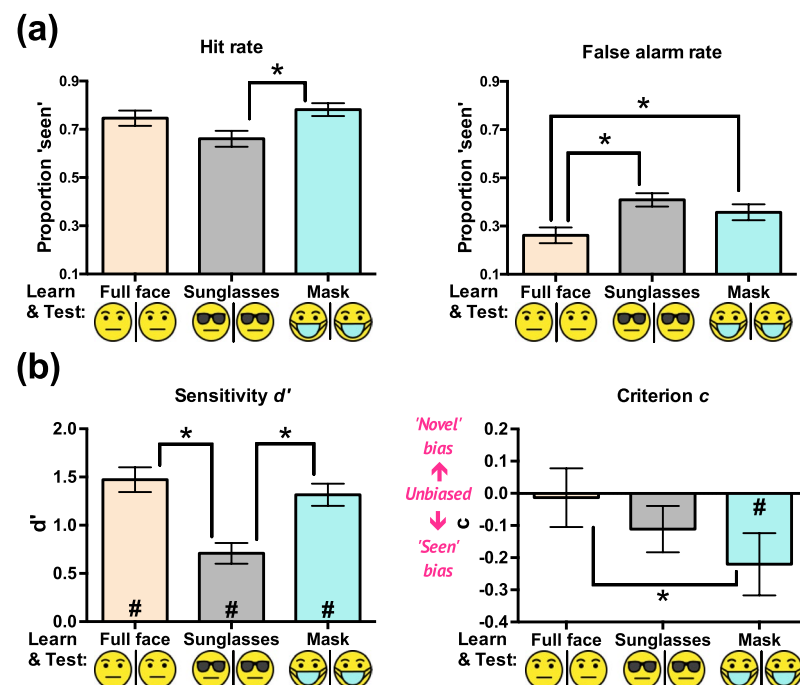 (a)
Hit rate
Proportion 'seen'
0.9
0.7
0.5
0.3
0.1
*
Learn
& Test:
Full face
Sunglasses
Mask
False alarm rate
Proportion 'seen'
0.9
0.7
0.5
0.3
0.1
*
*
Learn
& Test:
Full face
Sunglasses
Mask
(b)
Sensitivity d'
d'
2.0
1.5
1.0
0.5
0.0
*
*
#
#
#
Learn
& Test:
Full face
Sunglasses
Mask
Criterion c
'Novel'
bias
Unbiased
'Seen'
bias
c
0.2
0.1
0.0
-0.1
-0.2
-0.3
-0.4
#
*
Learn
& Test:
Full face
Sunglasses
Mask